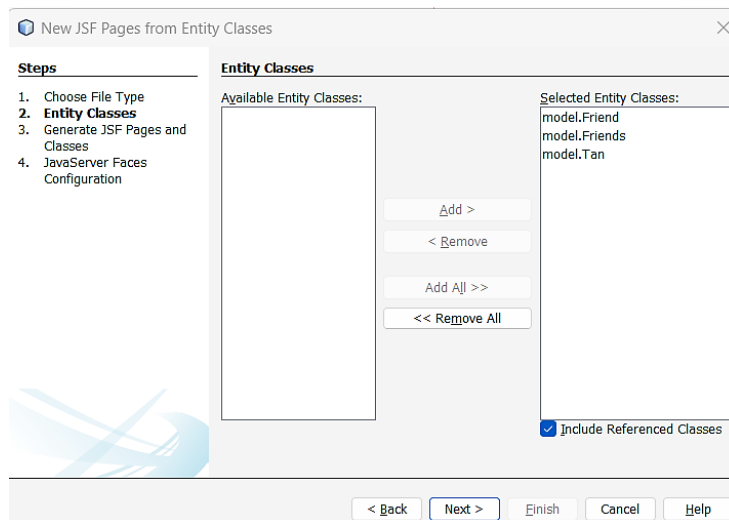 New JSF Pages from Entity Classes
Steps
1. Choose File Type
2. Entity Classes
3. Generate JSF Pages and
Classes
4. JavaServer Faces
Configuration
Entity Classes
Available Entity Classes:
Add >
< Remove
Add All >>
<< Remove All
Selected Entity Classes:
model.Friend
model.Friends
model.Tan
Include Referenced Classes
< Back
Next >
Finish
Cancel
Help